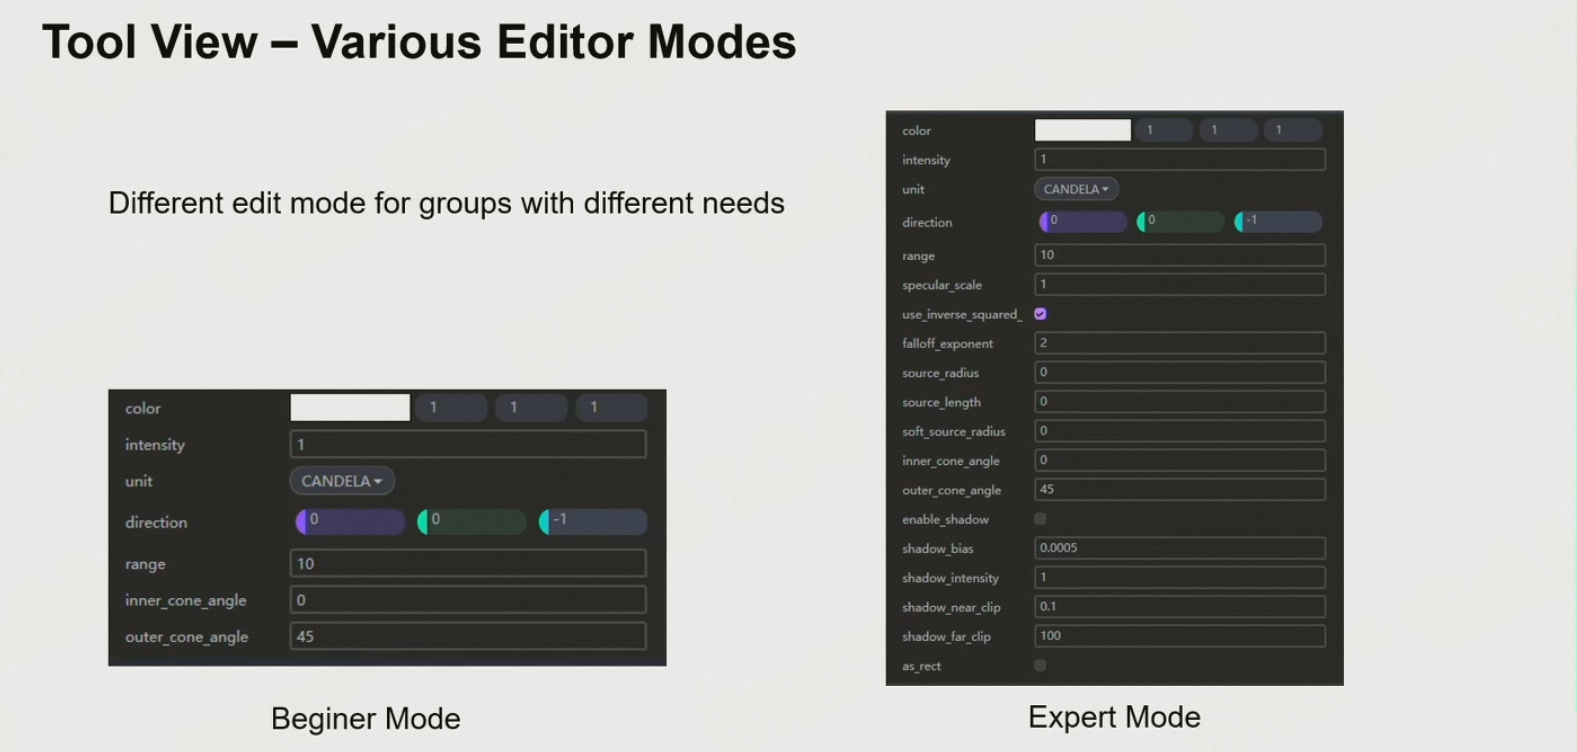 Tool View – Various Editor Modes
Different edit mode for groups with different needs
color 1 1 1
intensity 1
unit CANDELA
direction 0 0 -1
range 10
inner_cone_angle 0
outer_cone_angle 45
Beginer Mode
color 1 1 1
intensity 1
unit CANDELA
direction 0 0 -1
range 10
specular_scale 1
use_inverse_squared_
falloff_exponent 2
source_radius 0
source_length 0
soft_source_radius 0
inner_cone_angle 0
outer_cone_angle 45
enable_shadow
shadow_bias 0.0005
shadow_intensity 1
shadow_near_clip 0.1
shadow_far_clip 100
as_rect
Expert Mode